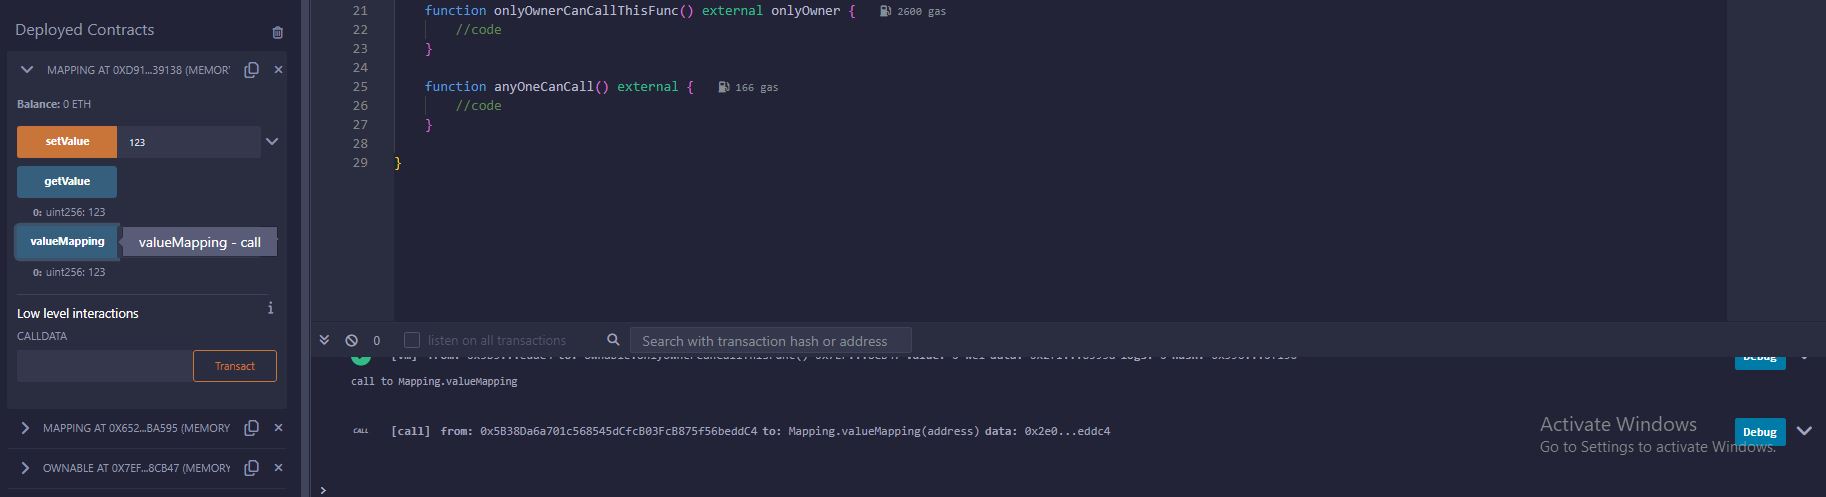 Deployed Contracts
MAPPING AT 0XD91...39138 (MEMOR
Balance: 0 ETH
setValue 123
getValue
0: uint256: 123
valueMapping valueMapping - call
0: uint256: 123
Low level interactions i
CALLDATA
Transact
MAPPING AT 0X652...BA595 (MEMORY
OWNABLE AT 0X7EF...8CB47 (MEMORY
21 function onlyOwnerCanCallThisFunc() external onlyOwner { 2600 gas
22 //code
23 }
24
25 function anyOneCanCall() external { 166 gas
26 //code
27 }
28
29 }
0 listen on all transactions Search with transaction hash or address
Debug
call to Mapping.valueMapping
CALL [call] from: 0x5B38Da6a701c568545dCfcB03FcB875f56beddC4 to: Mapping.valueMapping(address) data: 0x2e0...eddc4 Debug
Activate Windows
Go to Settings to activate Windows.
>